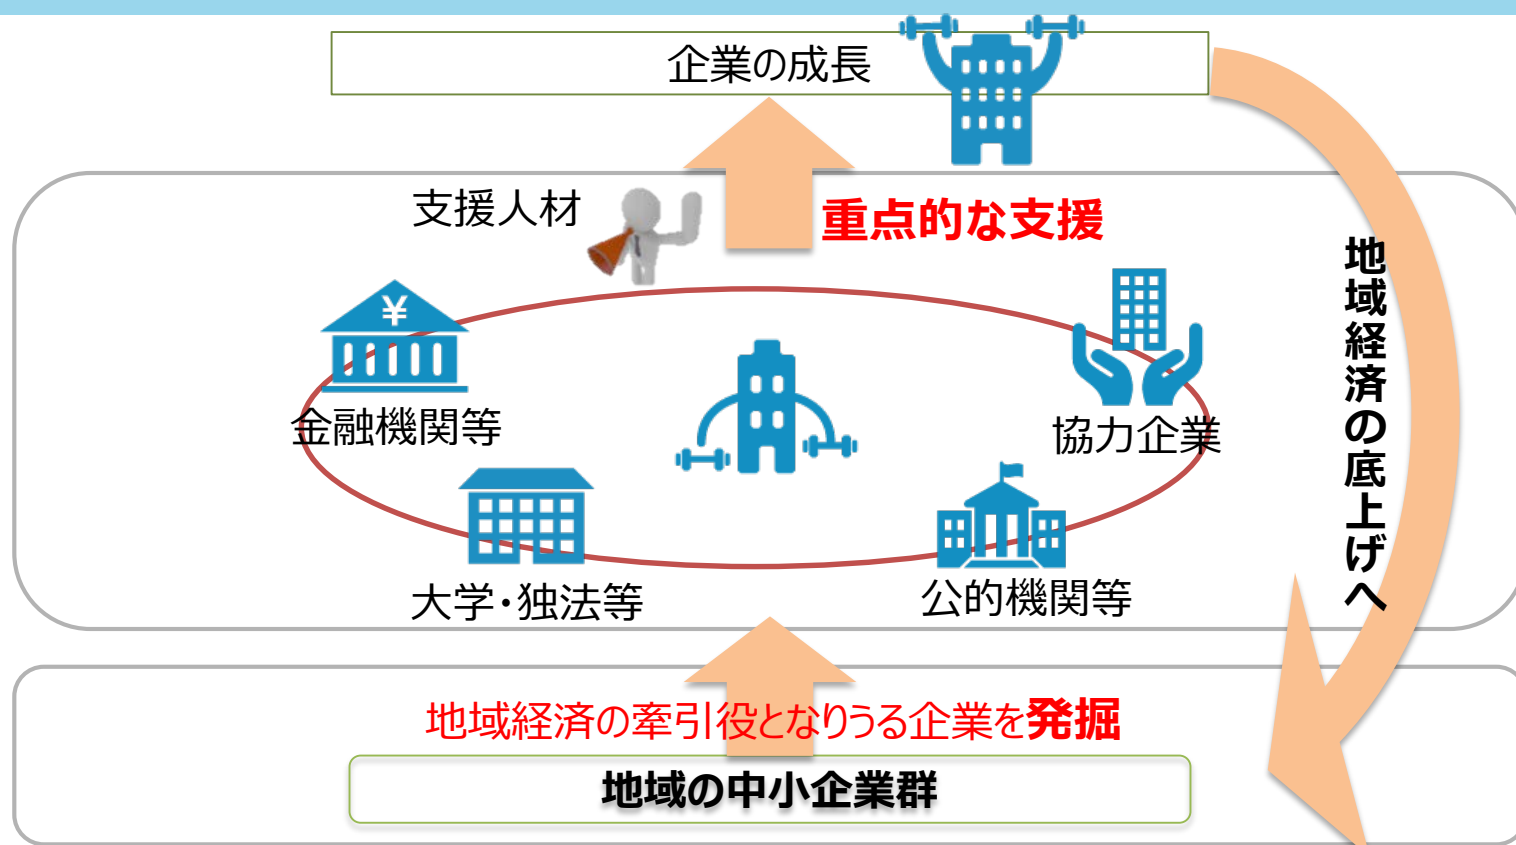 企業の成長
支援人材
重点的な支援
¥
金融機関等
協力企業
大学・独法等
公的機関等
地域経済の底上げへ
地域経済の牽引役となりうる企業を発掘
地域の中小企業群